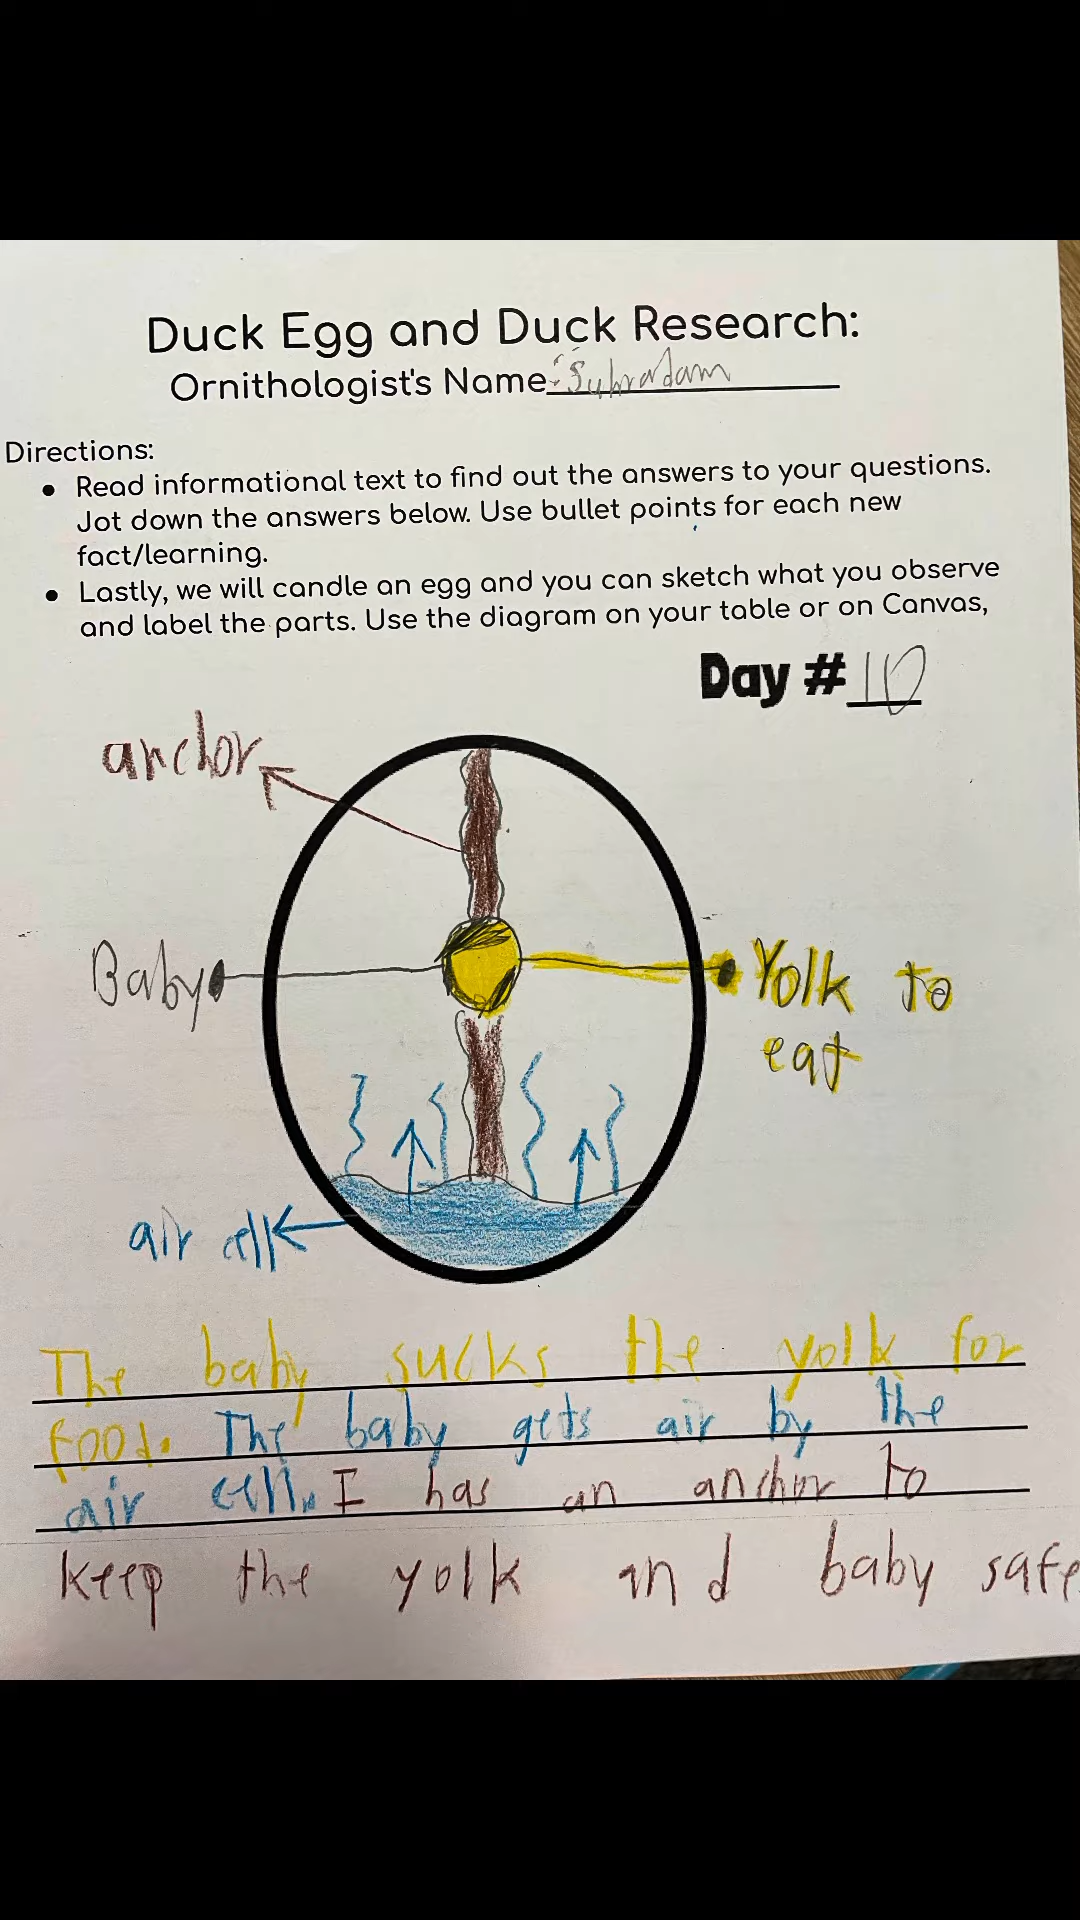 Duck Egg and Duck Research:
Ornithologist's Name:
Directions:
• Read informational text to find out the answers to your questions.
Jot down the answers below. Use bullet points for each new
fact/learning.
• Lastly, we will candle an egg and you can sketch what you observe
and label the parts. Use the diagram on your table or on Canvas,
Day #10
anchor
Baby
Yolk to
eat
air cell
The baby sucks the yolk for
food. The baby gets air by the
air cell. I has an anchor to
keep the yolk and baby safe